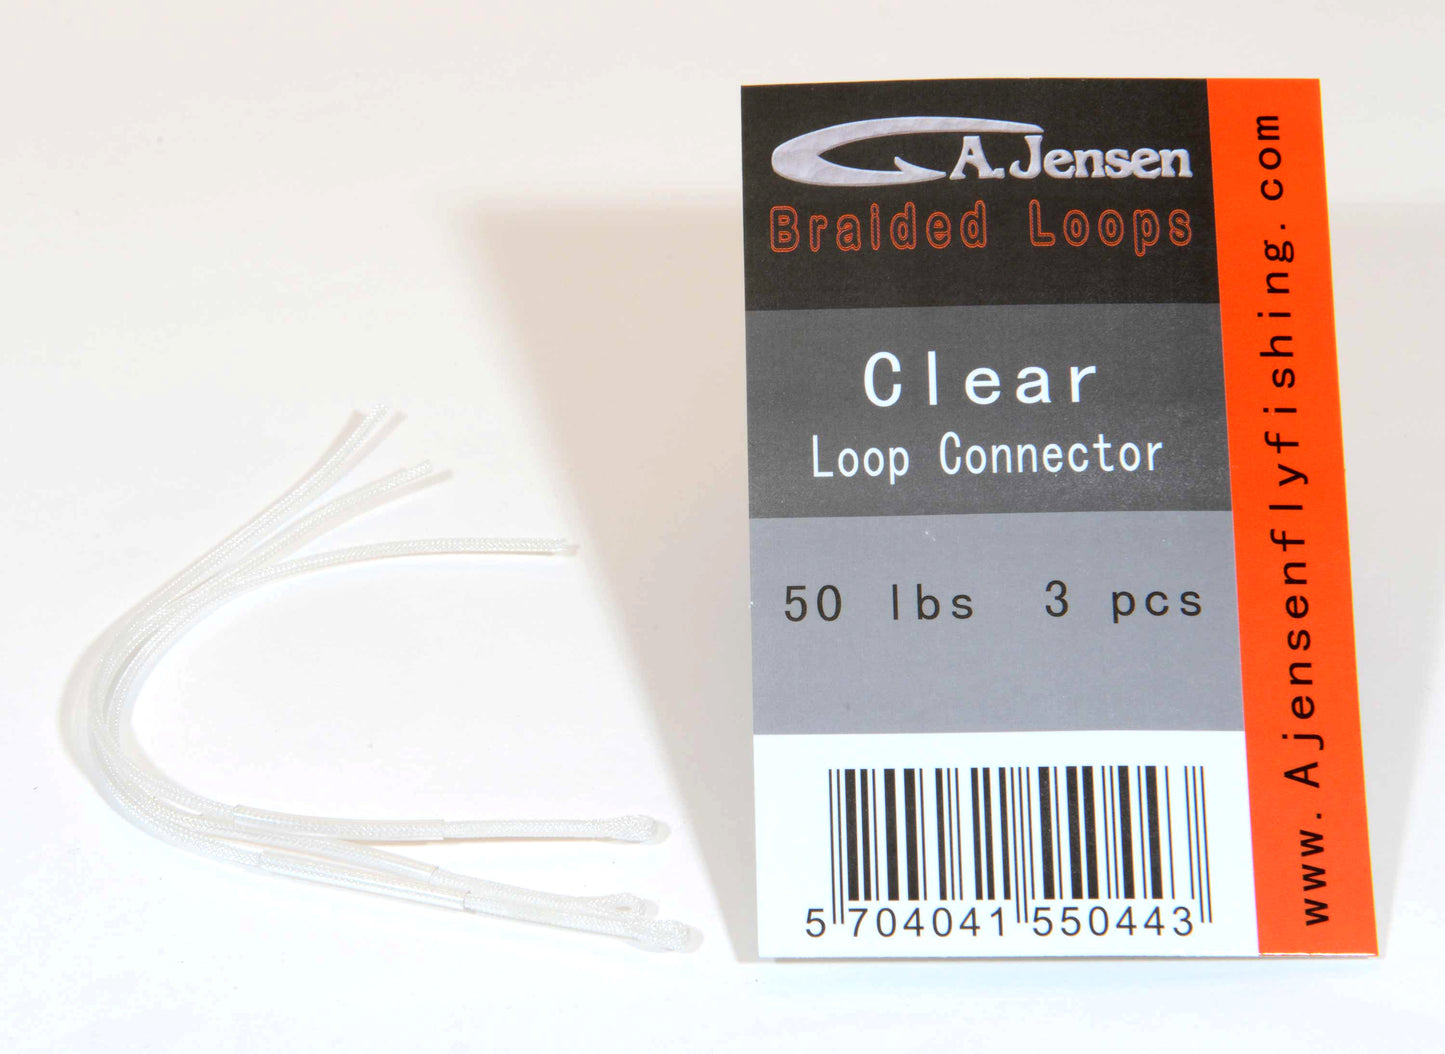 A. Jensen
Braided Loops
Clear
Loop Connector
50 lbs 3 pcs
5 704041 550443
www.Ajensenflyfishing.com